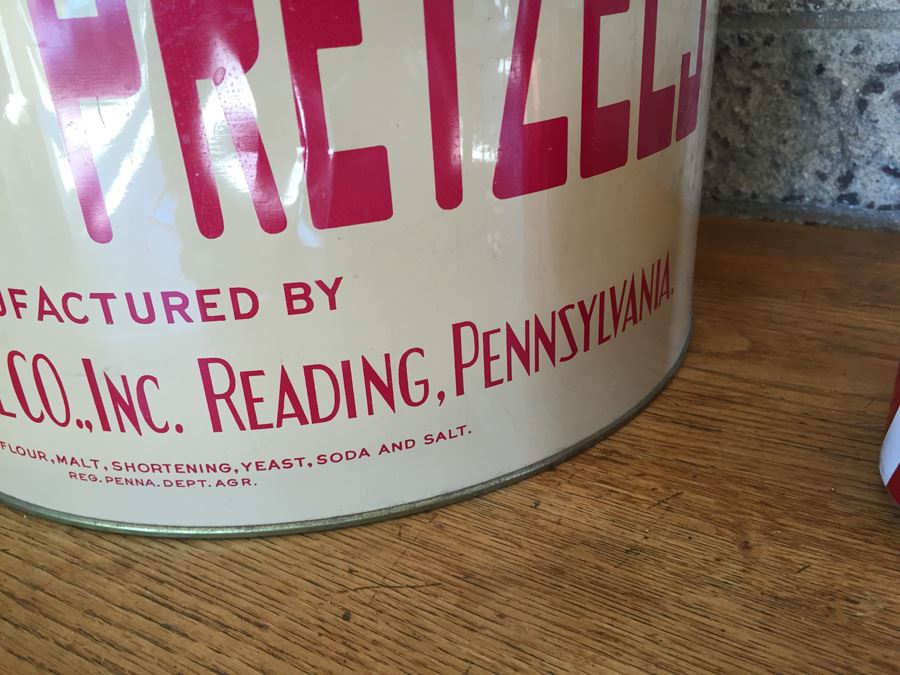 PRETZELS
UFACTURED BY
CO., INC. READING, PENNSYLVANIA.
FLOUR, MALT, SHORTENING, YEAST, SODA AND SALT.
REG. PENNA. DEPT. AGR.